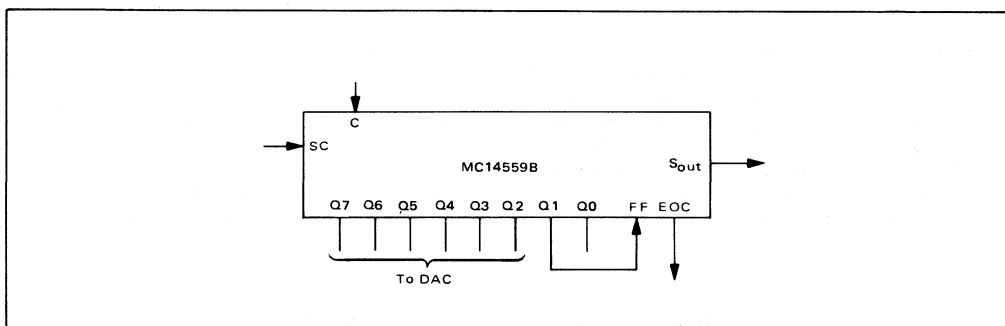 C
SC
MC14559B
Sout
Q7 Q6 Q5 Q4 Q3 Q2 Q1 Q0 FF EOC
To DAC